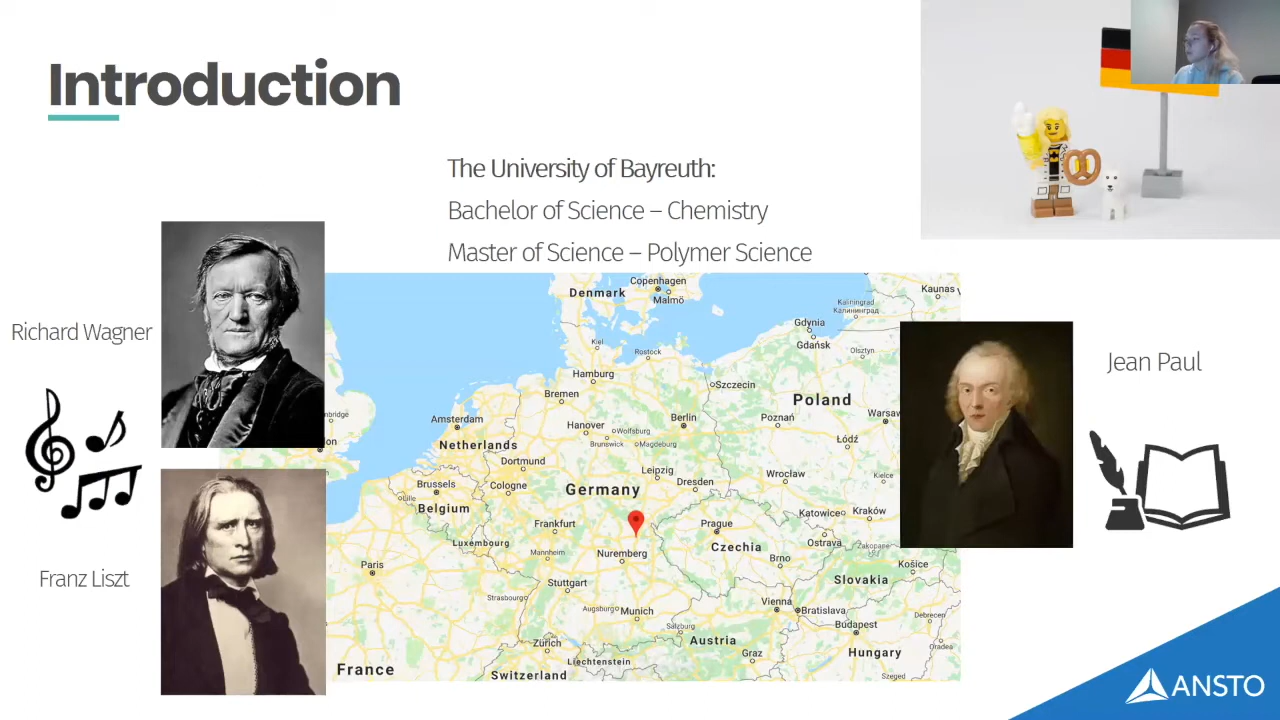 Introduction
The University of Bayreuth:
Bachelor of Science – Chemistry
Master of Science – Polymer Science
Richard Wagner
Franz Liszt
Jean Paul
Copenhagen
Denmark
Malmö
Kaunas
Kaliningrad
Калининград
Gdynia
Gdańsk
Olsztyn
Kiel
Rostock
Hamburg
Szczecin
Bremen
Poland
Amsterdam
Hanover
Wolfsburg
Berlin
Poznań
Warsaw
Netherlands
Brunswick
Magdeburg
Łódź
Dortmund
Leipzig
Wrocław
Kielce
Brussels
Cologne
Dresden
Lille
Germany
Belgium
Frankfurt
Prague
Katowice
Kraków
Luxembourg
Mannheim
Nuremberg
Czechia
Ostrava
Zakopane
Paris
Brno
Košice
Stuttgart
Slovakia
Strasbourg
Augsburg
Munich
Vienna
Bratislava
Debrecen
Salzburg
Budapest
Zürich
Austria
Oradea
Liechtenstein
Graz
Hungary
France
Switzerland
Szeged
ANSTO